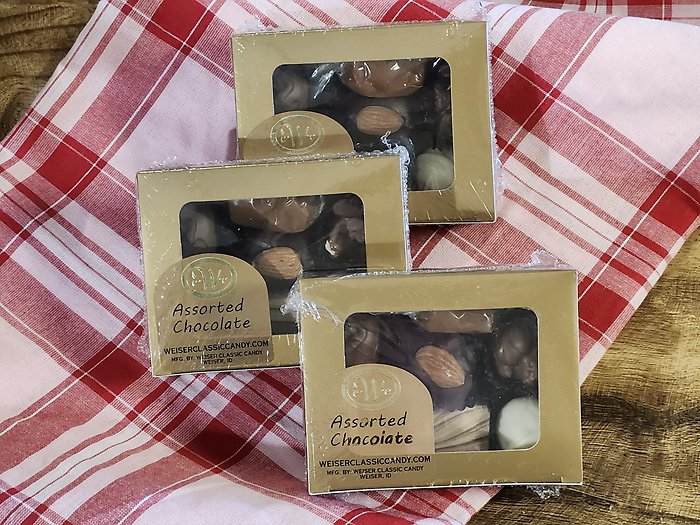 Assorted
Chocolate
WEISERCLASSICCANDY.COM
MFG. BY: WEISER CLASSIC CANDY
WEISER, ID
Assorted
Chocolate
WEISERCLASSICCANDY.COM
MFG. BY: WEISER CLASSIC CANDY
WEISER, ID